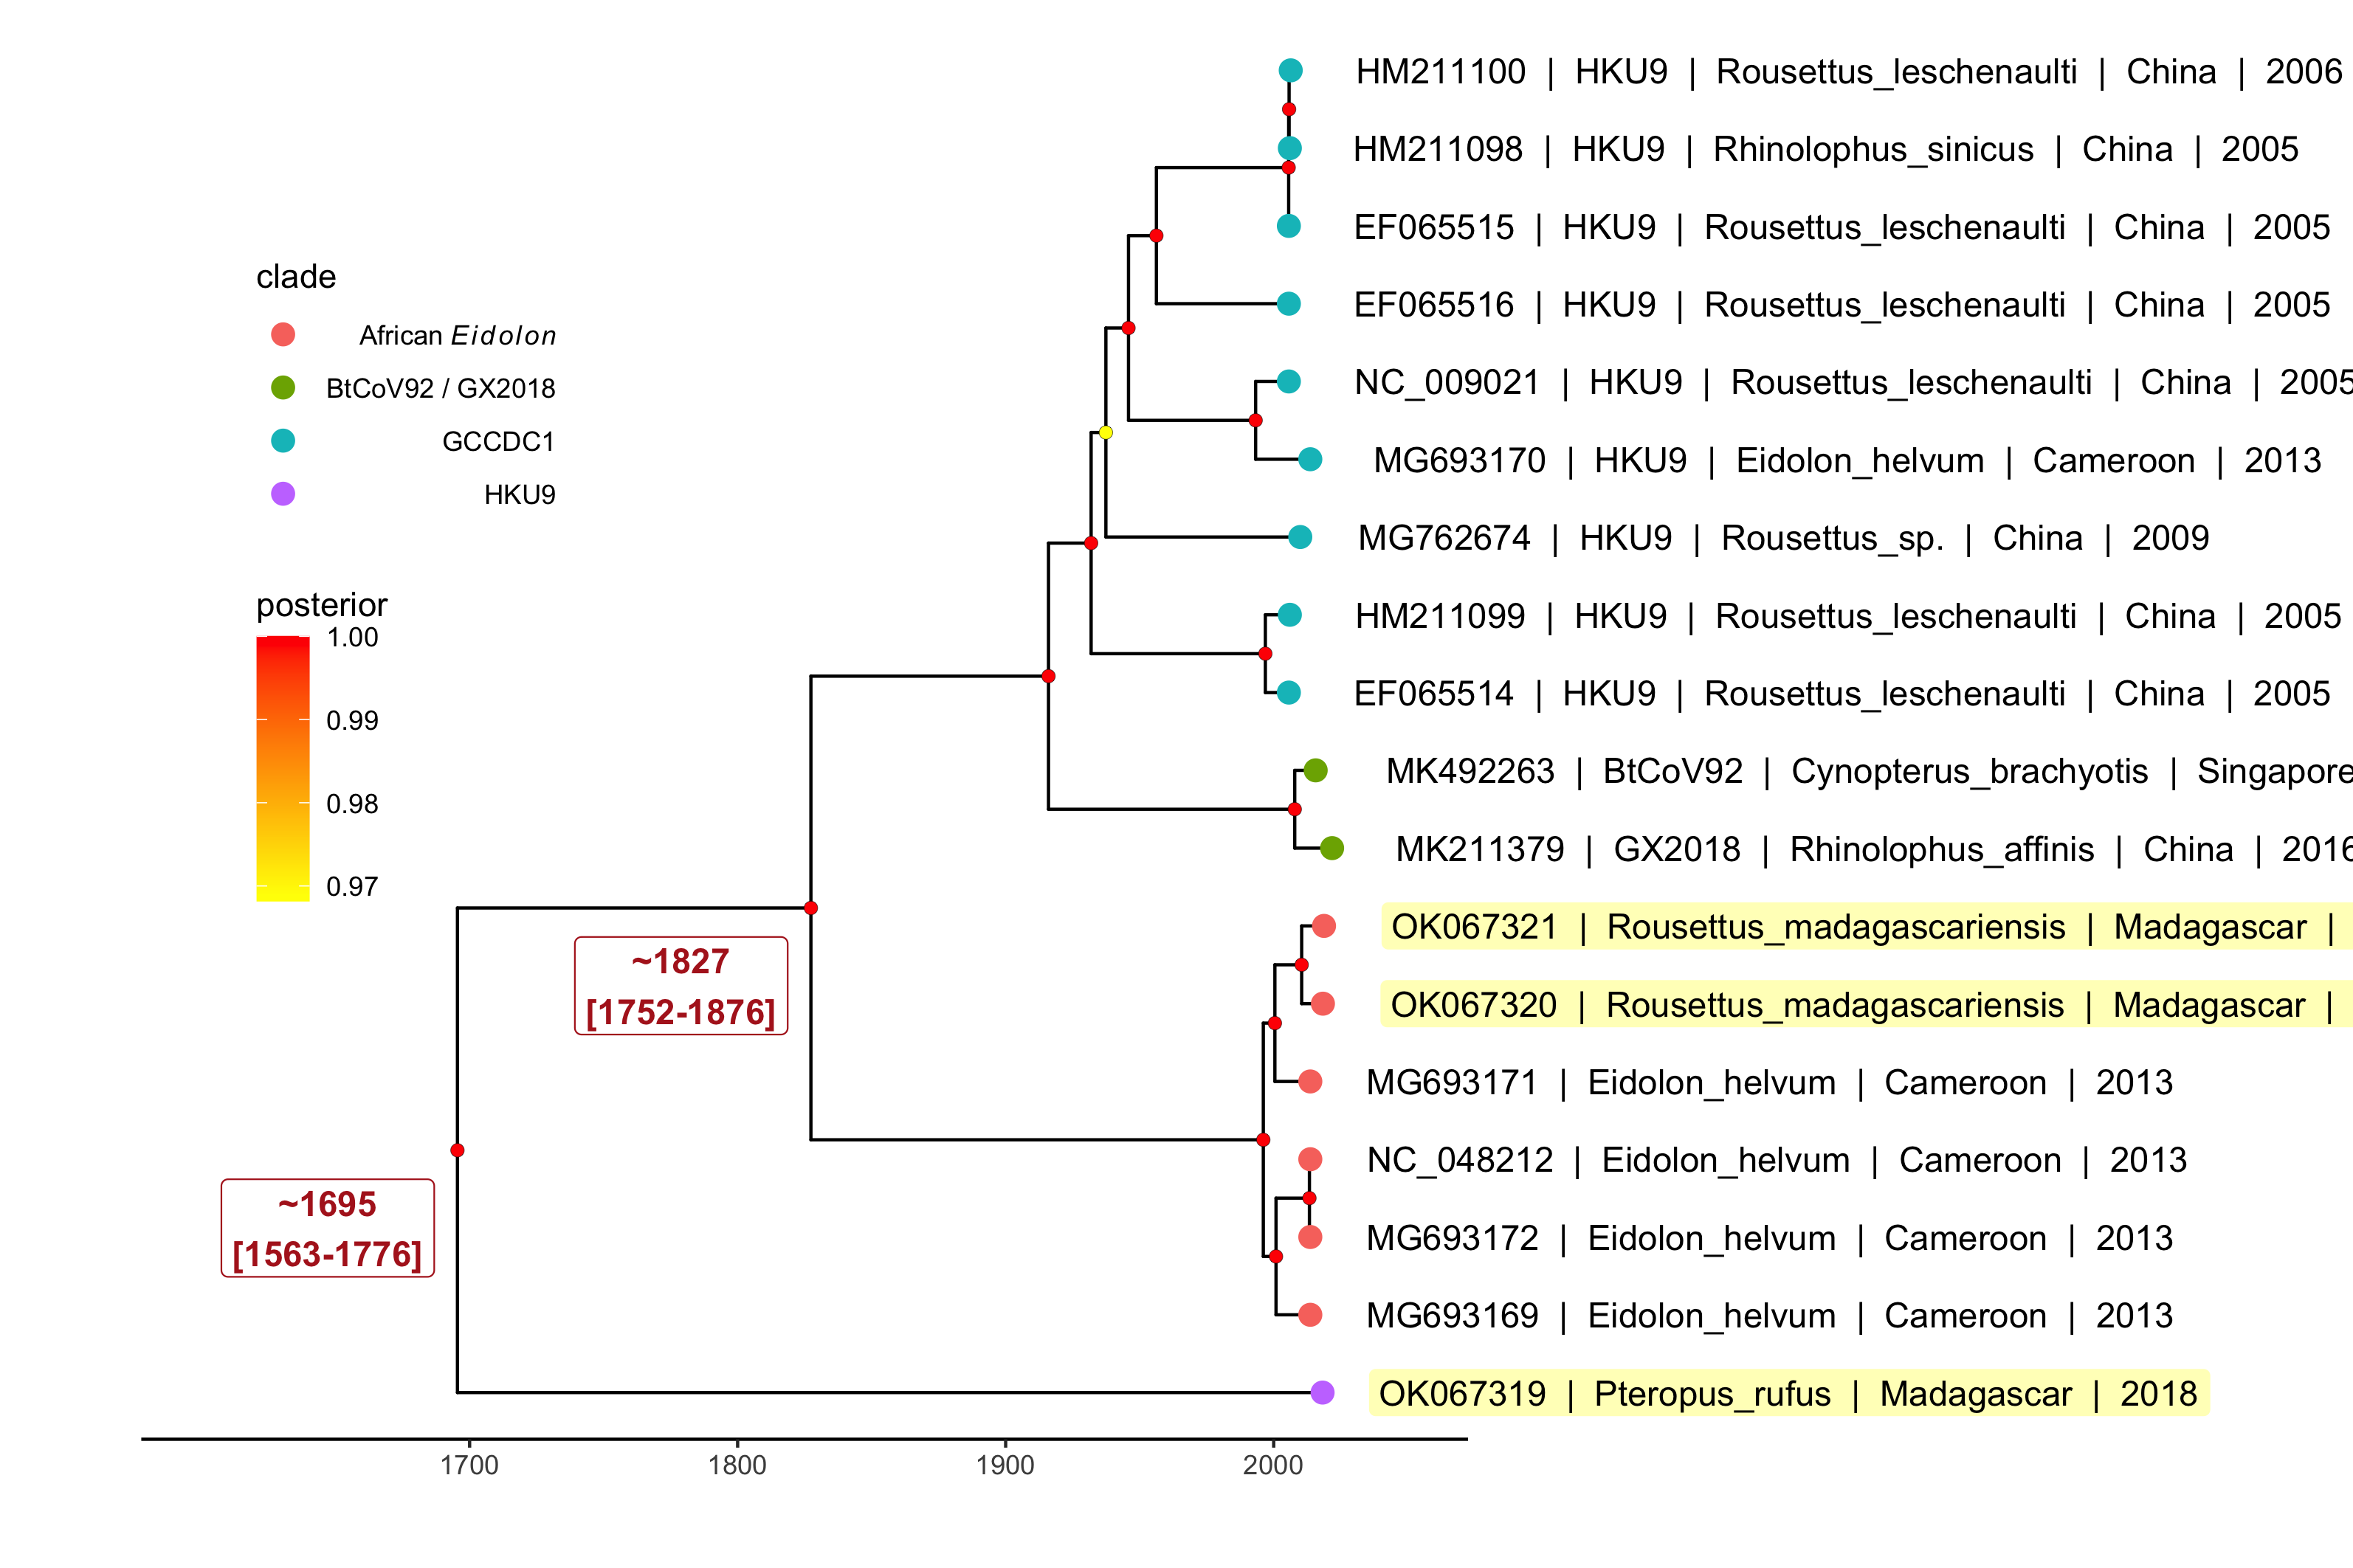 HM211100 | HKU9 | Rousettus_leschenaulti | China | 2006
HM211098 | HKU9 | Rhinolophus_sinicus | China | 2005
EF065515 | HKU9 | Rousettus_leschenaulti | China | 2005
EF065516 | HKU9 | Rousettus_leschenaulti | China | 2005
NC_009021 | HKU9 | Rousettus_leschenaulti | China | 2005
MG693170 | HKU9 | Eidolon_helvum | Cameroon | 2013
MG762674 | HKU9 | Rousettus_sp. | China | 2009
HM211099 | HKU9 | Rousettus_leschenaulti | China | 2005
EF065514 | HKU9 | Rousettus_leschenaulti | China | 2005
MK492263 | BtCoV92 | Cynopterus_brachyotis | Singapore
MK211379 | GX2018 | Rhinolophus_affinis | China | 2016
OK067321 | Rousettus_madagascariensis | Madagascar |
OK067320 | Rousettus_madagascariensis | Madagascar |
MG693171 | Eidolon_helvum | Cameroon | 2013
NC_048212 | Eidolon_helvum | Cameroon | 2013
MG693172 | Eidolon_helvum | Cameroon | 2013
MG693169 | Eidolon_helvum | Cameroon | 2013
OK067319 | Pteropus_rufus | Madagascar | 2018
clade
African Eidolon
BtCoV92 / GX2018
GCCDC1
HKU9
posterior
1.00
0.99
0.98
0.97
~1827
[1752-1876]
~1695
[1563-1776]
1700 1800 1900 2000